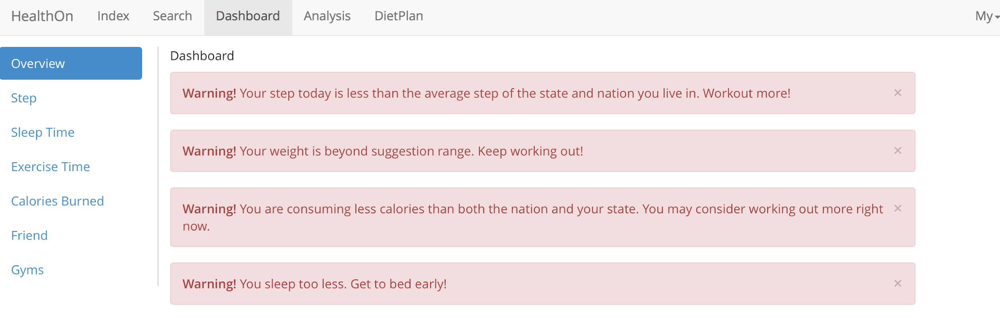 HealthOn Index Search Dashboard Analysis DietPlan My
Overview
Step
Sleep Time
Exercise Time
Calories Burned
Friend
Gyms
Dashboard
Warning! Your step today is less than the average step of the state and nation you live in. Workout more! ×
Warning! Your weight is beyond suggestion range. Keep working out! ×
Warning! You are consuming less calories than both the nation and your state. You may consider working out more right ×
now.
Warning! You sleep too less. Get to bed early! ×